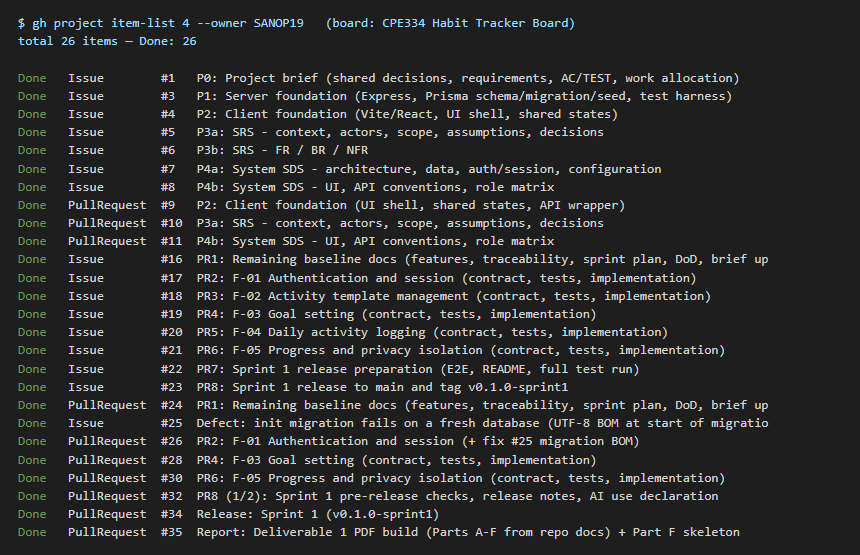 $ gh project item-list 4 --owner SANOP19   (board: CPE334 Habit Tracker Board)
total 26 items — Done: 26
Done   Issue        #1   P0: Project brief (shared decisions, requirements, AC/TEST, work allocation)
Done   Issue        #3   P1: Server foundation (Express, Prisma schema/migration/seed, test harness)
Done   Issue        #4   P2: Client foundation (Vite/React, UI shell, shared states)
Done   Issue        #5   P3a: SRS - context, actors, scope, assumptions, decisions
Done   Issue        #6   P3b: SRS - FR / BR / NFR
Done   Issue        #7   P4a: System SDS - architecture, data, auth/session, configuration
Done   Issue        #8   P4b: System SDS - UI, API conventions, role matrix
Done   PullRequest  #9   P2: Client foundation (UI shell, shared states, API wrapper)
Done   PullRequest  #10  P3a: SRS - context, actors, scope, assumptions, decisions
Done   PullRequest  #11  P4b: System SDS - UI, API conventions, role matrix
Done   Issue        #16  PR1: Remaining baseline docs (features, traceability, sprint plan, DoD, brief up
Done   Issue        #17  PR2: F-01 Authentication and session (contract, tests, implementation)
Done   Issue        #18  PR3: F-02 Activity template management (contract, tests, implementation)
Done   Issue        #19  PR4: F-03 Goal setting (contract, tests, implementation)
Done   Issue        #20  PR5: F-04 Daily activity logging (contract, tests, implementation)
Done   Issue        #21  PR6: F-05 Progress and privacy isolation (contract, tests, implementation)
Done   Issue        #22  PR7: Sprint 1 release preparation (E2E, README, full test run)
Done   Issue        #23  PR8: Sprint 1 release to main and tag v0.1.0-sprint1
Done   PullRequest  #24  PR1: Remaining baseline docs (features, traceability, sprint plan, DoD, brief up
Done   Issue        #25  Defect: init migration fails on a fresh database (UTF-8 BOM at start of migratio
Done   PullRequest  #26  PR2: F-01 Authentication and session (+ fix #25 migration BOM)
Done   PullRequest  #28  PR4: F-03 Goal setting (contract, tests, implementation)
Done   PullRequest  #30  PR6: F-05 Progress and privacy isolation (contract, tests, implementation)
Done   PullRequest  #32  PR8 (1/2): Sprint 1 pre-release checks, release notes, AI use declaration
Done   PullRequest  #34  Release: Sprint 1 (v0.1.0-sprint1)
Done   PullRequest  #35  Report: Deliverable 1 PDF build (Parts A-F from repo docs) + Part F skeleton